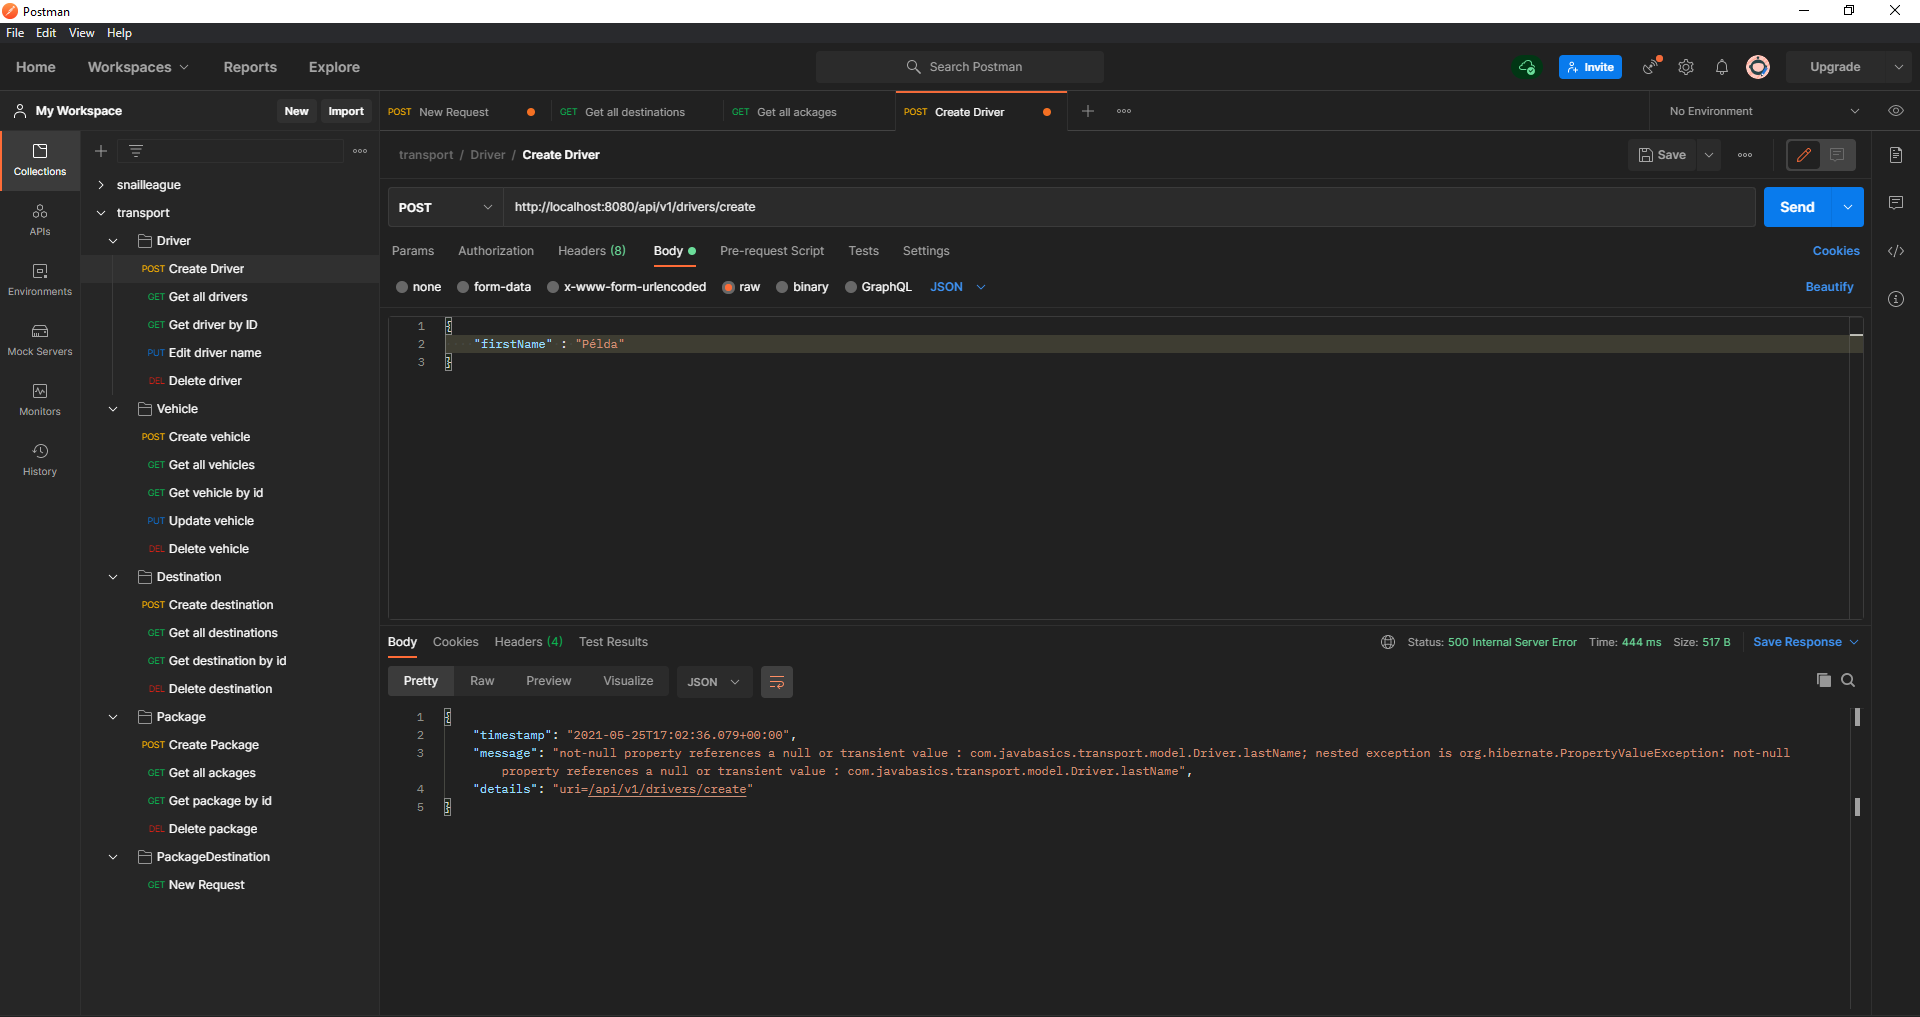 Postman
File Edit View Help
Home Workspaces Reports Explore Search Postman Invite Upgrade
My Workspace New Import
POST New Request GET Get all destinations GET Get all ackages POST Create Driver No Environment
transport / Driver / Create Driver Save
POST http://localhost:8080/api/v1/drivers/create Send
Params Authorization Headers (8) Body Pre-request Script Tests Settings Cookies
none form-data x-www-form-urlencoded raw binary GraphQL JSON Beautify
1 {
2 "firstName" : "Példa"
3 }
Collections
APIs
Environments
Mock Servers
Monitors
History
snailleague
transport
Driver
POST Create Driver
GET Get all drivers
GET Get driver by ID
PUT Edit driver name
DEL Delete driver
Vehicle
POST Create vehicle
GET Get all vehicles
GET Get vehicle by id
PUT Update vehicle
DEL Delete vehicle
Destination
POST Create destination
GET Get all destinations
GET Get destination by id
DEL Delete destination
Package
POST Create Package
GET Get all ackages
GET Get package by id
DEL Delete package
PackageDestination
GET New Request
Body Cookies Headers (4) Test Results Status: 500 Internal Server Error Time: 444 ms Size: 517 B Save Response
Pretty Raw Preview Visualize JSON
1 {
2 "timestamp": "2021-05-25T17:02:36.079+00:00",
3 "message": "not-null property references a null or transient value : com.javabasics.transport.model.Driver.lastName; nested exception is org.hibernate.PropertyValueException: not-null
property references a null or transient value : com.javabasics.transport.model.Driver.lastName",
4 "details": "uri=/api/v1/drivers/create"
5 }